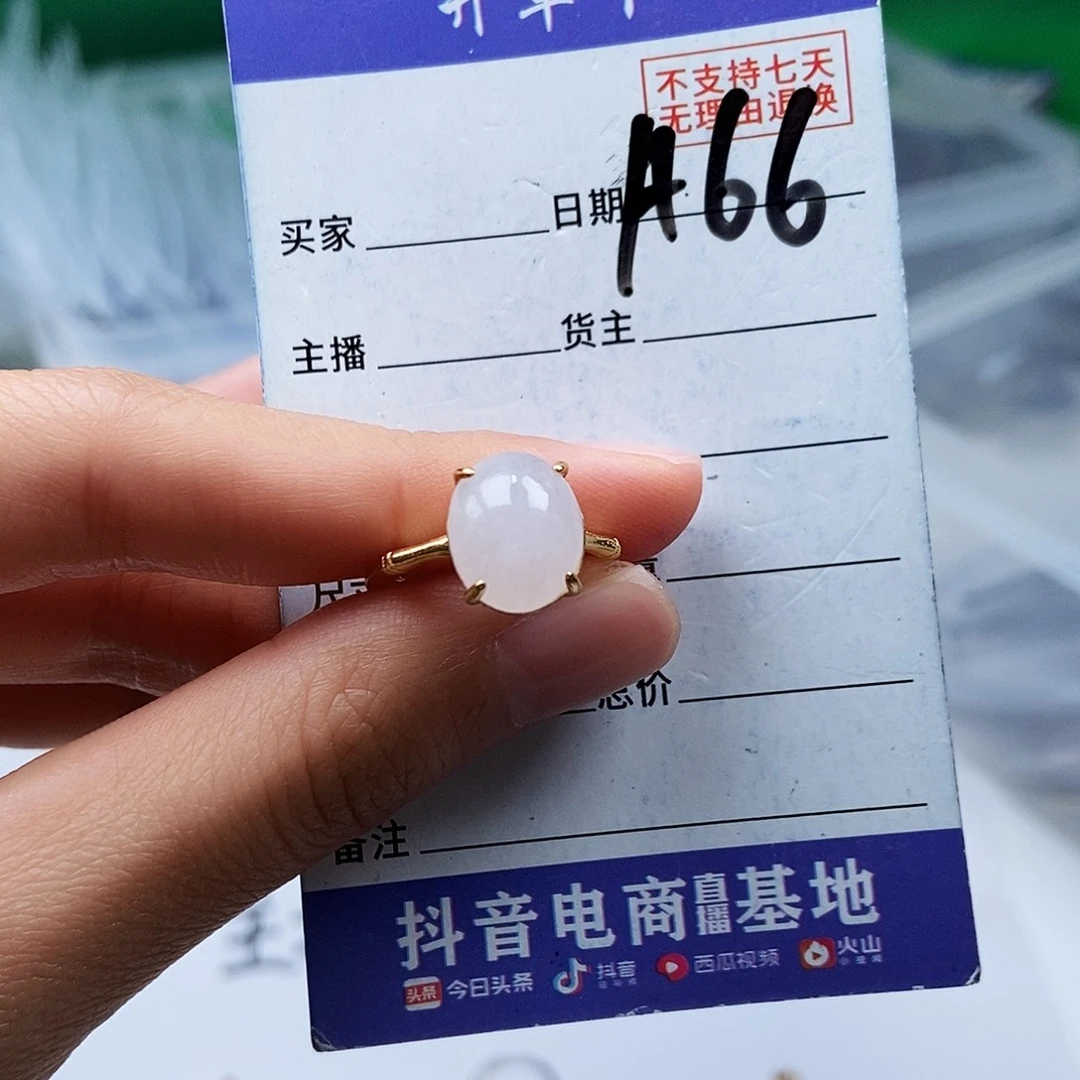 不支持七天
无理由退换
A66
买家
日期
主播
货主
总价
备注
抖音电商直播基地
头条 今日头条 抖音 西瓜视频 火山